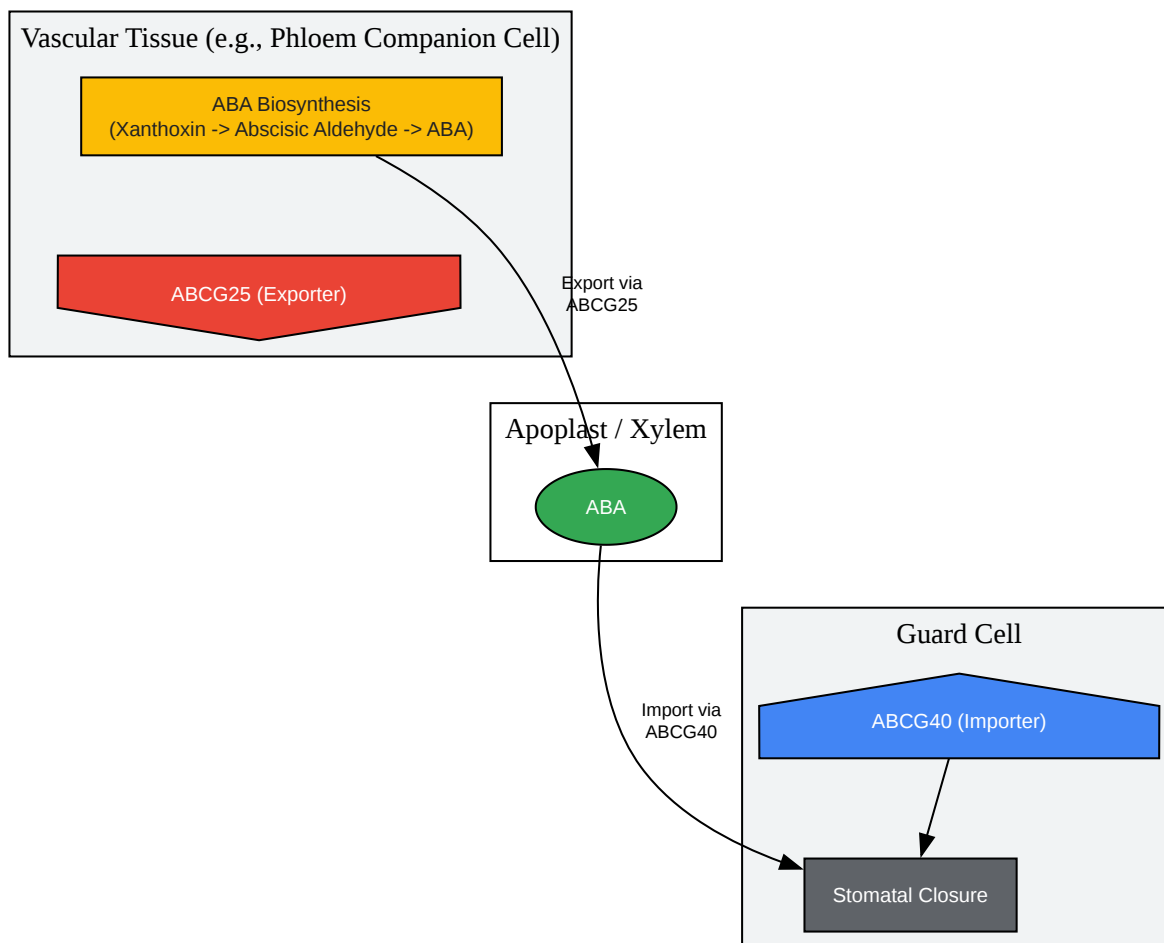 Vascular Tissue (e.g., Phloem Companion Cell)
ABA Biosynthesis
(Xanthoxin -> Abscisic Aldehyde -> ABA)
ABCG25 (Exporter)
Export via
ABCG25
Apoplast / Xylem
ABA
Guard Cell
Import via
ABCG40
ABCG40 (Importer)
Stomatal Closure